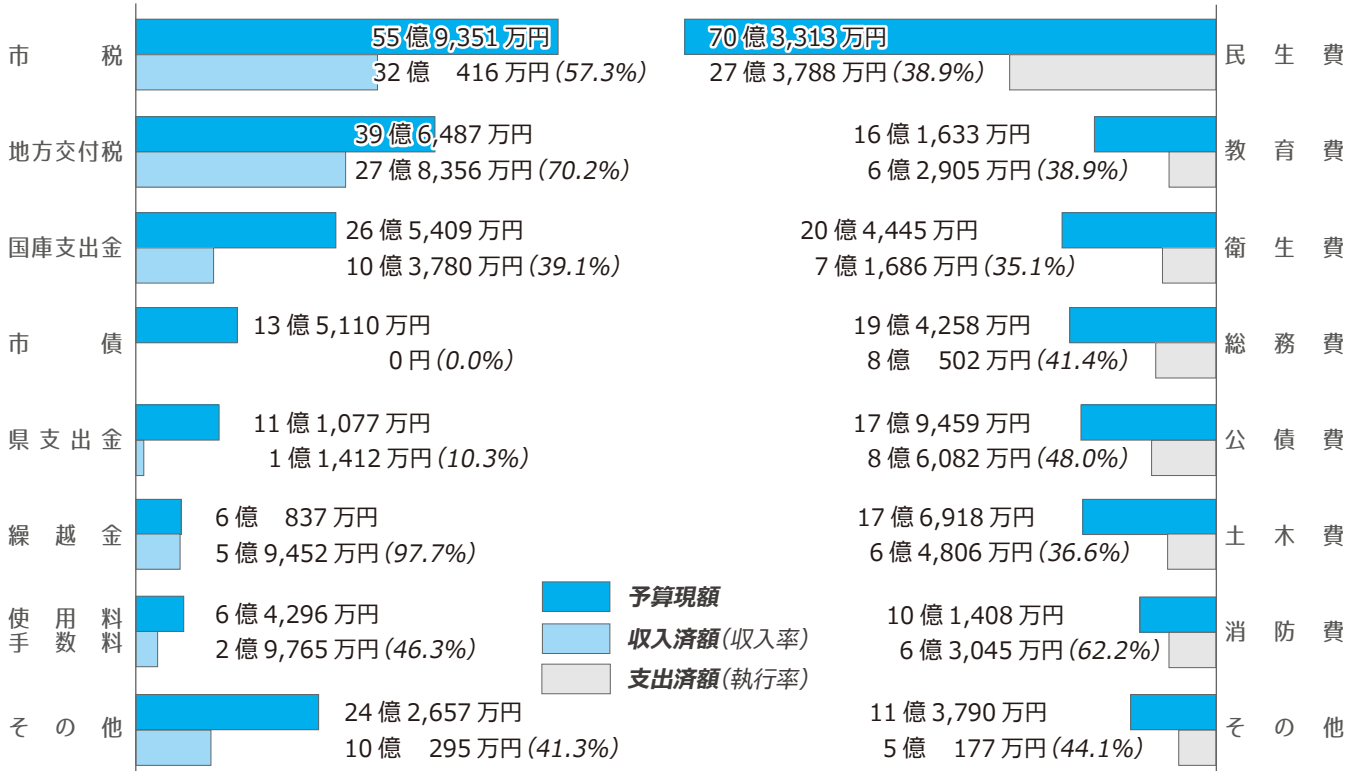 市税
55億9,351万円
32億　416万円(57.3%)
地方交付税
39億6,487万円
27億8,356万円(70.2%)
国庫支出金
26億5,409万円
10億3,780万円(39.1%)
市債
13億5,110万円
0円(0.0%)
県支出金
11億1,077万円
1億1,412万円(10.3%)
繰越金
6億　837万円
5億9,452万円(97.7%)
使用料
手数料
6億4,296万円
2億9,765万円(46.3%)
その他
24億2,657万円
10億　295万円(41.3%)
予算現額
収入済額(収入率)
支出済額(執行率)
70億3,313万円
27億3,788万円(38.9%)
民生費
16億1,633万円
6億2,905万円(38.9%)
教育費
20億4,445万円
7億1,686万円(35.1%)
衛生費
19億4,258万円
8億　502万円(41.4%)
総務費
17億9,459万円
8億6,082万円(48.0%)
公債費
17億6,918万円
6億4,806万円(36.6%)
土木費
10億1,408万円
6億3,045万円(62.2%)
消防費
11億3,790万円
5億　177万円(44.1%)
その他